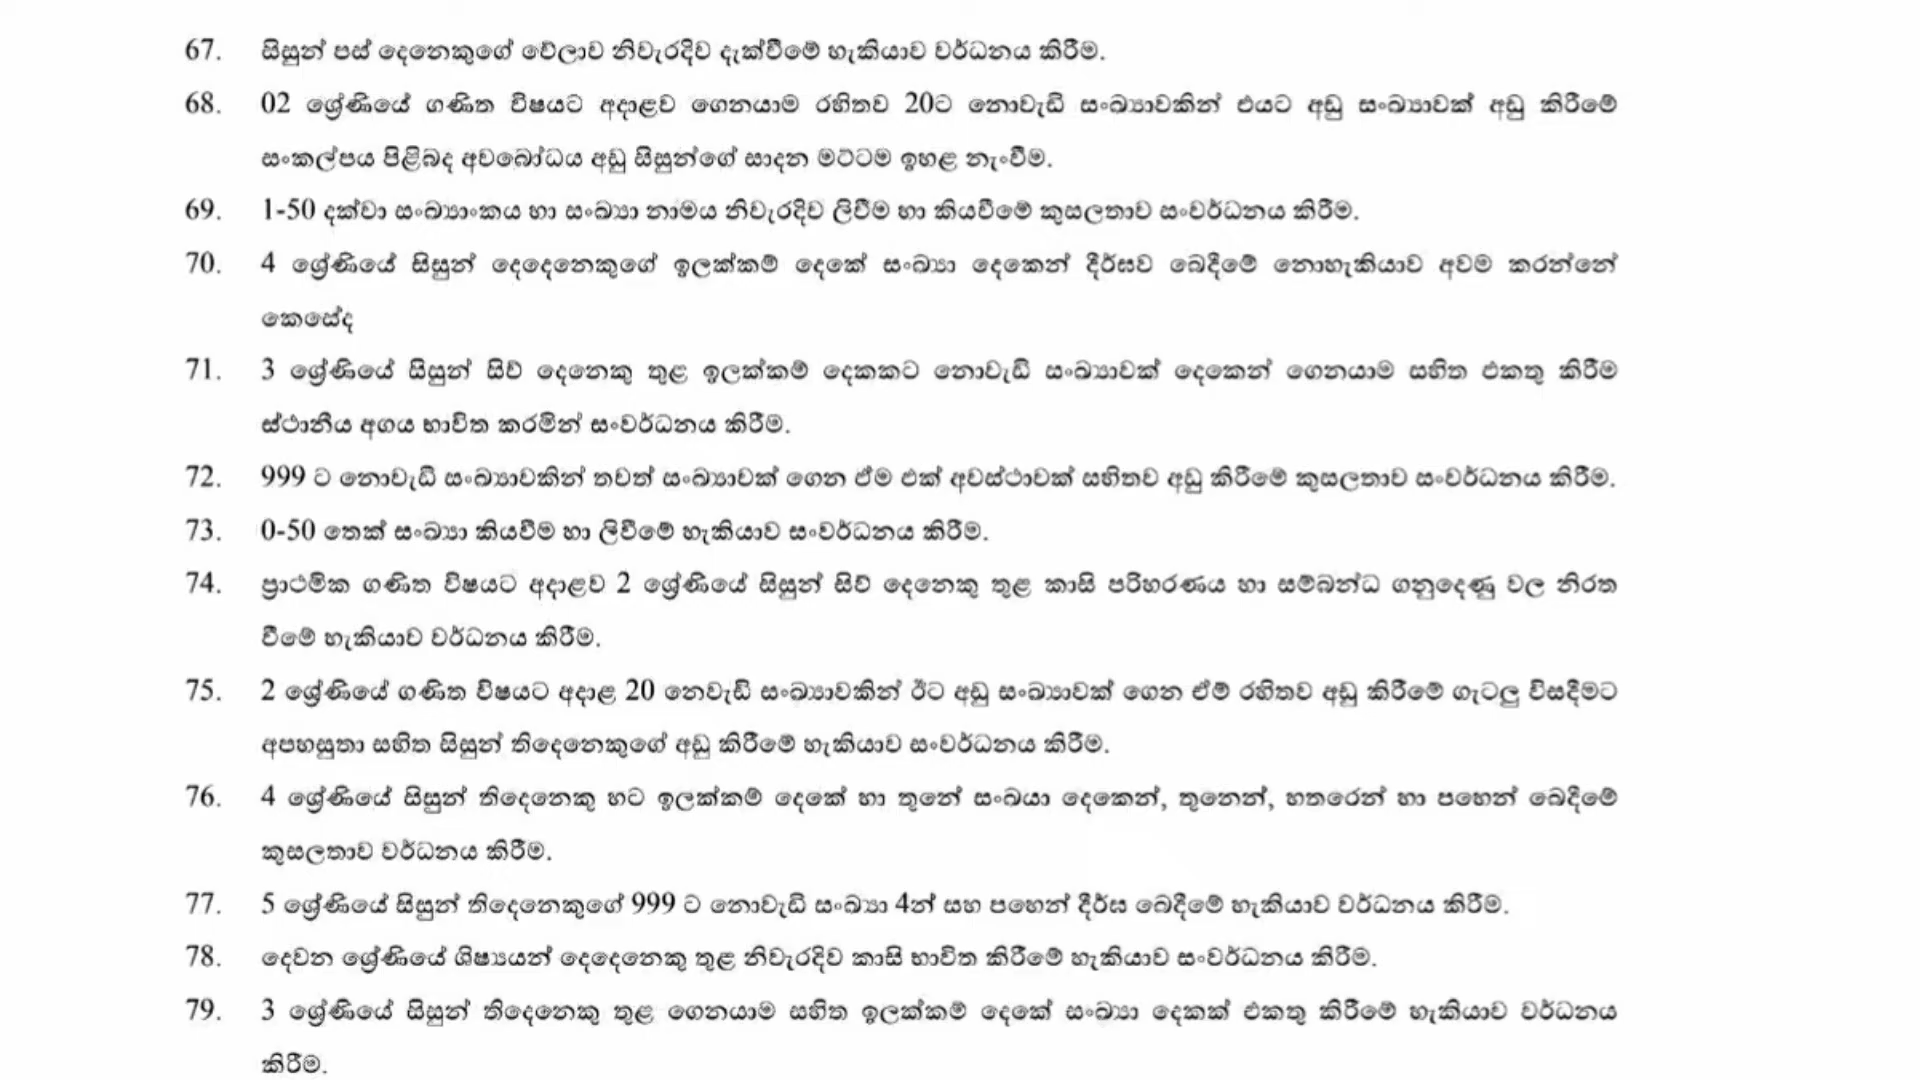 67. සිසුන් පස් දෙනෙකුගේ වේලාව නිවැරදිව දැක්වීමේ හැකියාව වර්ධනය කිරීම.
68. 02 ශ්‍රේණියේ ගණිත විෂයට අදාළව ගෙනයාම රහිතව 20ට නොවැඩි සංඛ්‍යාවකින් එයට අඩු සංඛ්‍යාවක් අඩු කිරීමේ
සංකල්පය පිළිබද අවබෝධය අඩු සිසුන්ගේ සාදන මට්ටම ඉහළ නැංවීම.
69. 1-50 දක්වා සංඛ්‍යාංකය හා සංඛ්‍යා නාමය නිවැරදිව ලිවීම හා කියවීමේ කුසලතාව සංවර්ධනය කිරීම.
70. 4 ශ්‍රේණියේ සිසුන් දෙදෙනෙකුගේ ඉලක්කම් දෙකේ සංඛ්‍යා දෙකෙන් දීර්ඝව බෙදීමේ නොහැකියාව අවම කරන්නේ
කෙසේද
71. 3 ශ්‍රේණියේ සිසුන් සිව් දෙනෙකු තුළ ඉලක්කම් දෙකකට නොවැඩි සංඛ්‍යාවක් දෙකෙන් ගෙනයාම සහිත එකතු කිරීම
ස්ථානීය අගය භාවිත කරමින් සංවර්ධනය කිරීම.
72. 999 ට නොවැඩි සංඛ්‍යාවකින් තවත් සංඛ්‍යාවක් ගෙන ඒම එක් අවස්ථාවක් සහිතව අඩු කිරීමේ කුසලතාව සංවර්ධනය කිරීම.
73. 0-50 තෙක් සංඛ්‍යා කියවීම හා ලිවීමේ හැකියාව සංවර්ධනය කිරීම.
74. ප්‍රාථමික ගණිත විෂයට අදාළව 2 ශ්‍රේණියේ සිසුන් සිව් දෙනෙකු තුළ කාසි පරිහරණය හා සම්බන්ධ ගනුදෙණු වල නිරත
වීමේ හැකියාව වර්ධනය කිරීම.
75. 2 ශ්‍රේණියේ ගණිත විෂයට අදාළ 20 නෙවැඩි සංඛ්‍යාවකින් ඊට අඩු සංඛ්‍යාවක් ගෙන ඒම් රහිතව අඩු කිරීමේ ගැටලු විසදීමට
අපහසුතා සහිත සිසුන් තිදෙනෙකුගේ අඩු කිරීමේ හැකියාව සංවර්ධනය කිරීම.
76. 4 ශ්‍රේණියේ සිසුන් තිදෙනෙකු හට ඉලක්කම් දෙකේ හා තුනේ සංඛයා දෙකෙන්, තුනෙන්, හතරෙන් හා පහෙන් බෙදීමේ
කුසලතාව වර්ධනය කිරීම.
77. 5 ශ්‍රේණියේ සිසුන් තිදෙනෙකුගේ 999 ට නොවැඩි සංඛ්‍යා 4න් සහ පහෙන් දීර්ඝ බෙදීමේ හැකියාව වර්ධනය කිරීම.
78. දෙවන ශ්‍රේණියේ ශිෂ්‍යයන් දෙදෙනෙකු තුළ නිවැරදිව කාසි භාවිත කිරීමේ හැකියාව සංවර්ධනය කිරීම.
79. 3 ශ්‍රේණියේ සිසුන් තිදෙනෙකු තුළ ගෙනයාම සහිත ඉලක්කම් දෙකේ සංඛ්‍යා දෙකක් එකතු කිරීමේ හැකියාව වර්ධනය
කිරීම.